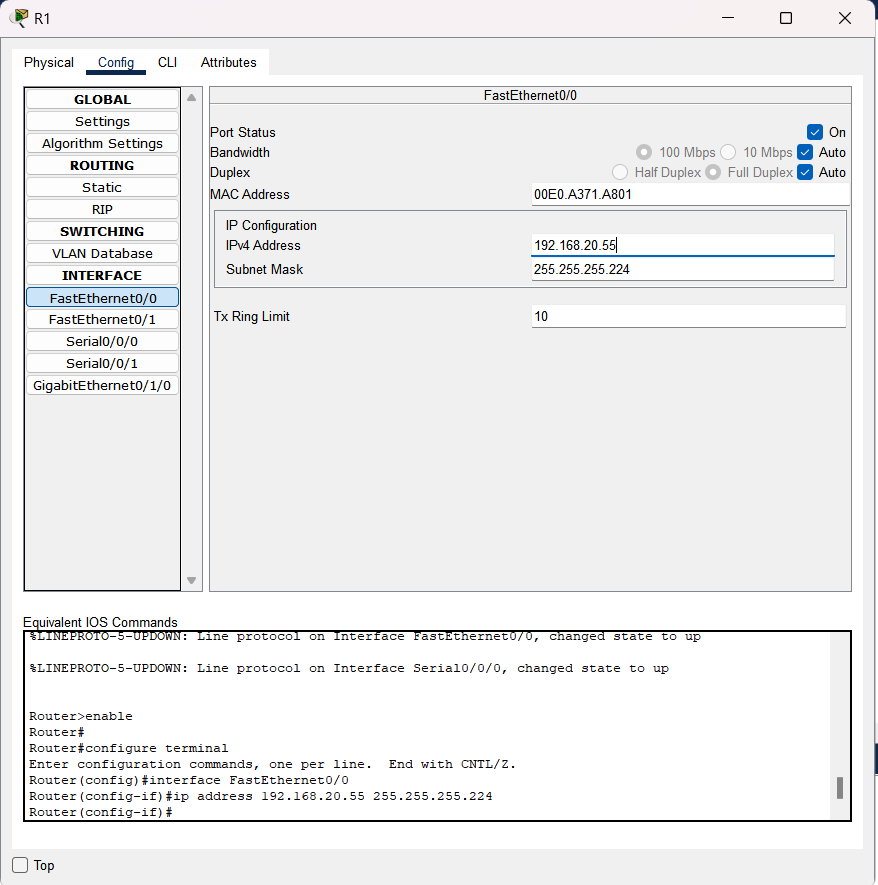 R1
Physical Config CLI Attributes
GLOBAL
Settings
Algorithm Settings
ROUTING
Static
RIP
SWITCHING
VLAN Database
INTERFACE
FastEthernet0/0
FastEthernet0/1
Serial0/0/0
Serial0/0/1
GigabitEthernet0/1/0
FastEthernet0/0
Port Status On
Bandwidth 100 Mbps 10 Mbps Auto
Duplex Half Duplex Full Duplex Auto
MAC Address 00E0.A371.A801
IP Configuration
IPv4 Address 192.168.20.55
Subnet Mask 255.255.255.224
Tx Ring Limit 10
Equivalent IOS Commands
%LINEPROTO-5-UPDOWN: Line protocol on Interface FastEthernet0/0, changed state to up
%LINEPROTO-5-UPDOWN: Line protocol on Interface Serial0/0/0, changed state to up
Router>enable
Router#
Router#configure terminal
Enter configuration commands, one per line.  End with CNTL/Z.
Router(config)#interface FastEthernet0/0
Router(config-if)#ip address 192.168.20.55 255.255.255.224
Router(config-if)#
Top